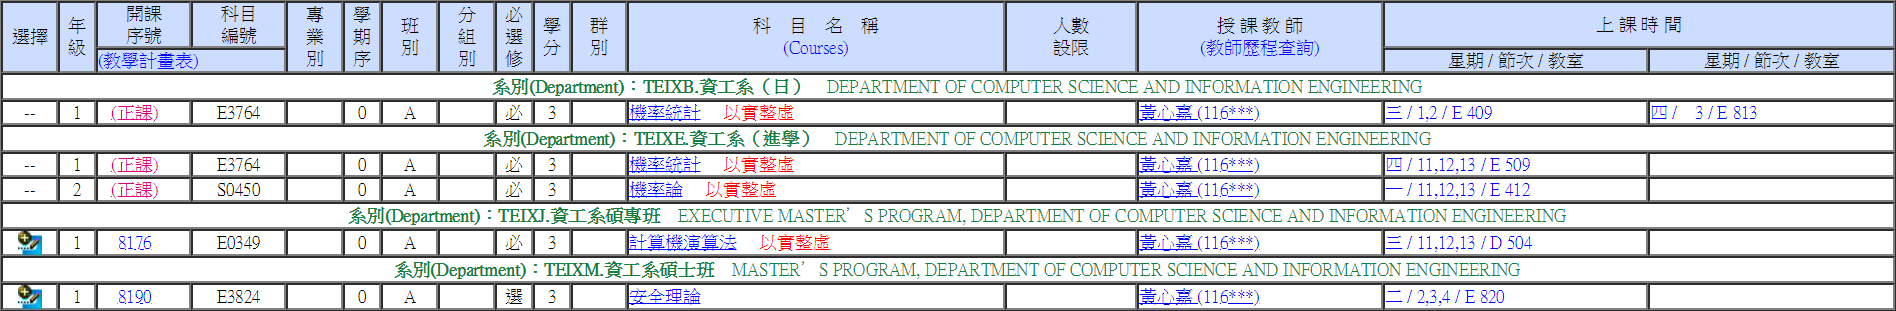 選擇 年級 開課序號 (教學計畫表) 科目編號 專業別 學期序 班別 分組別 必選修 學分 群別 科 目 名 稱 (Courses) 人數設限 授 課 教 師 (教師歷程查詢) 上 課 時 間
星期 / 節次 / 教室 星期 / 節次 / 教室
系別(Department)：TEIXB.資工系（日） DEPARTMENT OF COMPUTER SCIENCE AND INFORMATION ENGINEERING
-- 1 (正課) E3764 0 A 必 3 機率統計 以實整虛 黃心嘉 (116***) 三 / 1,2 / E 409 四 / 3 / E 813
系別(Department)：TEIXE.資工系（進學） DEPARTMENT OF COMPUTER SCIENCE AND INFORMATION ENGINEERING
-- 1 (正課) E3764 0 A 必 3 機率統計 以實整虛 黃心嘉 (116***) 四 / 11,12,13 / E 509
-- 2 (正課) S0450 0 A 必 3 機率論 以實整虛 黃心嘉 (116***) 一 / 11,12,13 / E 412
系別(Department)：TEIXJ.資工系碩專班 EXECUTIVE MASTER’S PROGRAM, DEPARTMENT OF COMPUTER SCIENCE AND INFORMATION ENGINEERING
1 8176 E0349 0 A 必 3 計算機演算法 以實整虛 黃心嘉 (116***) 三 / 11,12,13 / D 504
系別(Department)：TEIXM.資工系碩士班 MASTER’S PROGRAM, DEPARTMENT OF COMPUTER SCIENCE AND INFORMATION ENGINEERING
1 8190 E3824 0 A 選 3 安全理論 黃心嘉 (116***) 二 / 2,3,4 / E 820